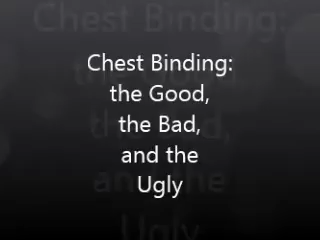 Chest Binding:
the Good,
the Bad,
and the
Ugly